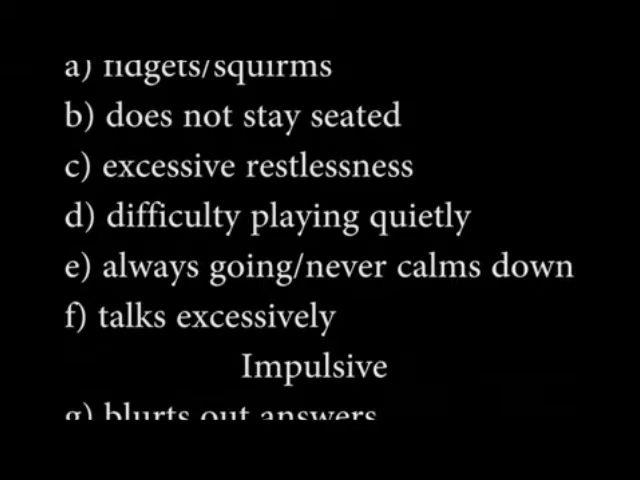 a) fidgets/squirms
b) does not stay seated
c) excessive restlessness
d) difficulty playing quietly
e) always going/never calms down
f) talks excessively
Impulsive
g) blurts out answers